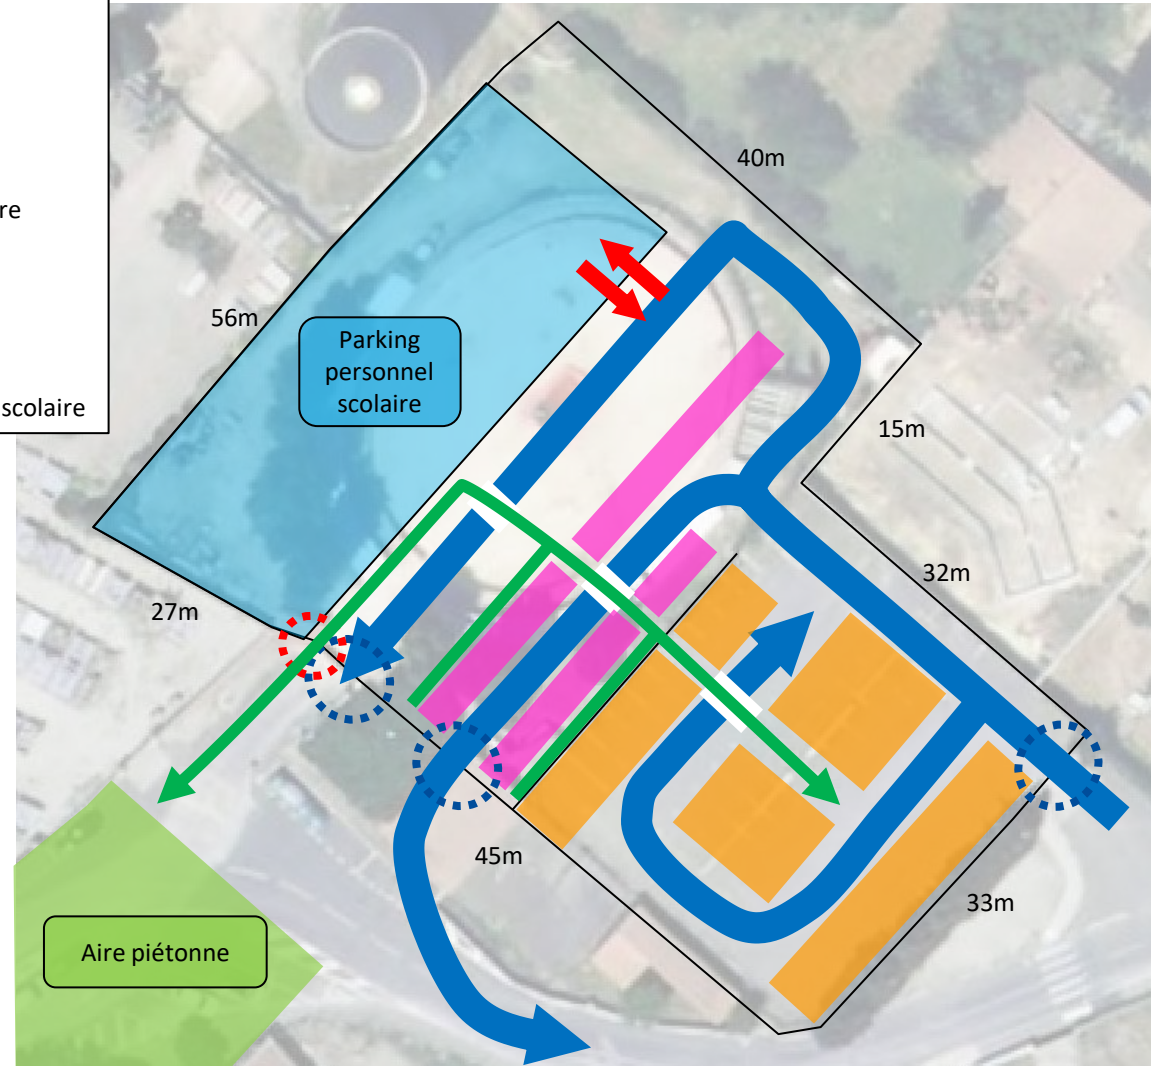 re
scolaire
40m
56m
Parking
personnel
scolaire
15m
32m
27m
45m
33m
Aire piétonne